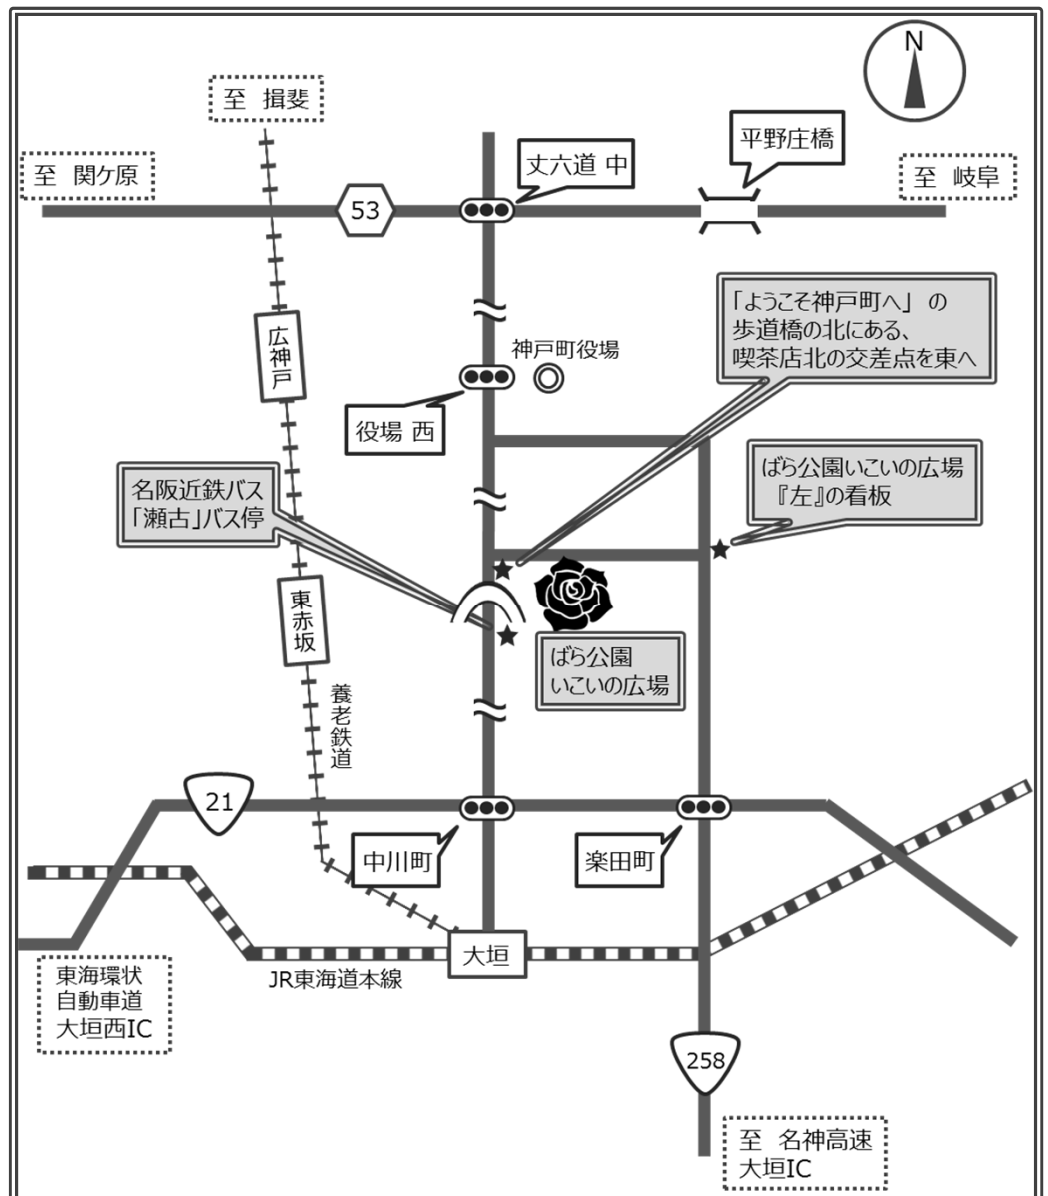 N
至 揖斐
平野庄橋
丈六道 中
至 関ケ原
至 岐阜
53
「ようこそ神戸町へ」の
歩道橋の北にある、
喫茶店北の交差点を東へ
広神戸
神戸町役場
役場 西
ばら公園いこいの広場
『左』の看板
名阪近鉄バス
「瀬古」バス停
東赤坂
ばら公園
いこいの広場
養老鉄道
21
中川町
楽田町
大垣
JR東海道本線
東海環状
自動車道
大垣西IC
258
至 名神高速
大垣IC